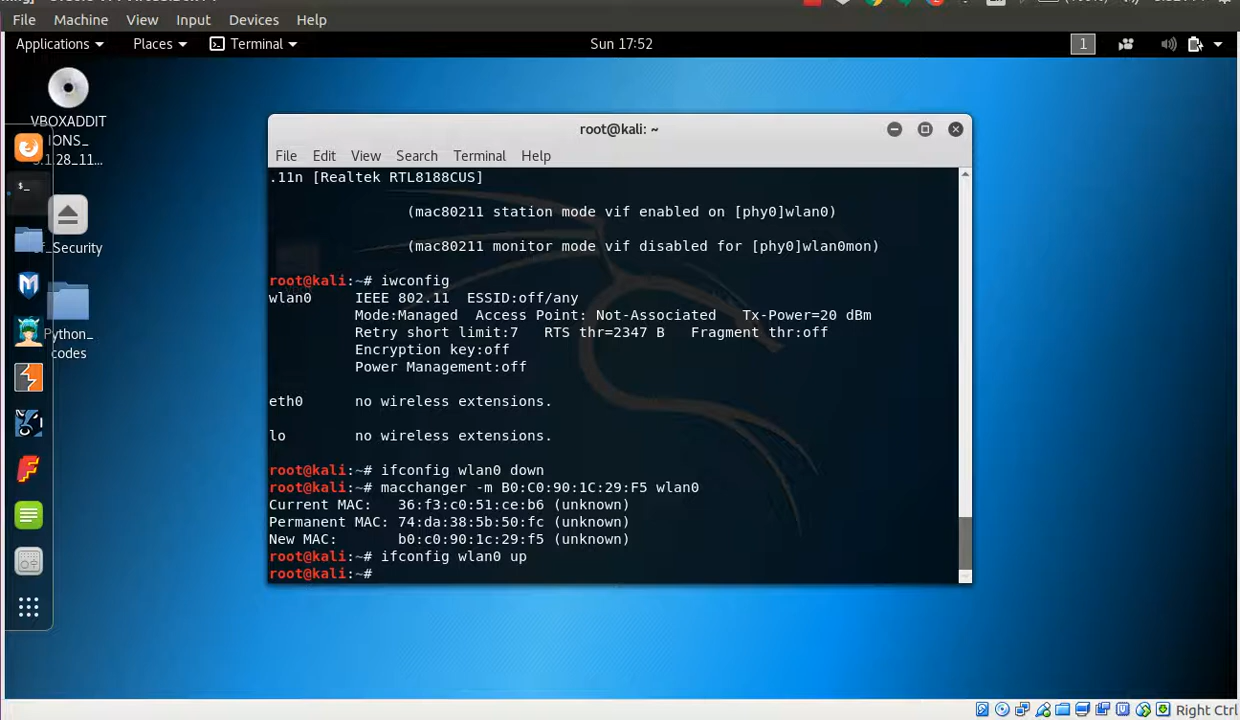 File Machine View Input Devices Help
Applications Places Terminal Sun 17:52 1
VBOXADDIT
IONS_
5.1.28_11...
sf_Security
Python_
codes
root@kali: ~
File Edit View Search Terminal Help
.11n [Realtek RTL8188CUS]
(mac80211 station mode vif enabled on [phy0]wlan0)
(mac80211 monitor mode vif disabled for [phy0]wlan0mon)
root@kali:~# iwconfig
wlan0 IEEE 802.11 ESSID:off/any
Mode:Managed Access Point: Not-Associated Tx-Power=20 dBm
Retry short limit:7 RTS thr=2347 B Fragment thr:off
Encryption key:off
Power Management:off
eth0 no wireless extensions.
lo no wireless extensions.
root@kali:~# ifconfig wlan0 down
root@kali:~# macchanger -m B0:C0:90:1C:29:F5 wlan0
Current MAC: 36:f3:c0:51:ce:b6 (unknown)
Permanent MAC: 74:da:38:5b:50:fc (unknown)
New MAC: b0:c0:90:1c:29:f5 (unknown)
root@kali:~# ifconfig wlan0 up
root@kali:~#
Right Ctrl